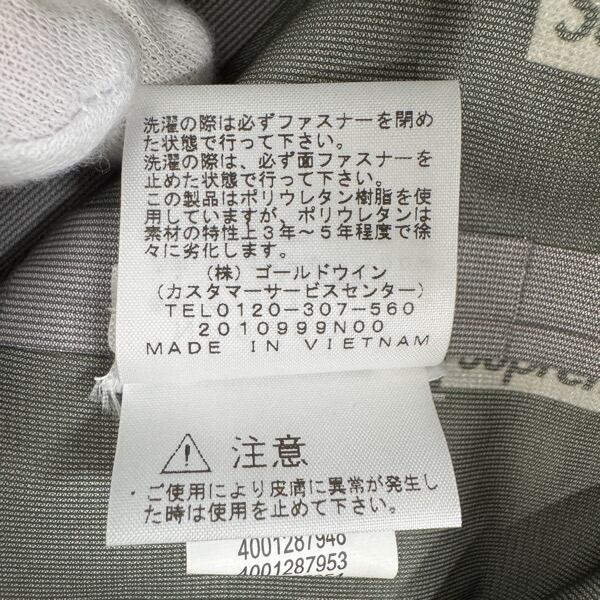 洗濯の際は必ずファスナーを閉め
た状態で行って下さい。
洗濯の際は、必ず面ファスナーを
止めた状態で行って下さい。
この製品はポリウレタン樹脂を使
用していますが、ポリウレタンは
素材の特性上3年～5年程度で徐
々に劣化します。
(株) ゴールドウイン
(カスタマーサービスセンター)
TEL0120-307-560
2010999N00
MADE IN VIETNAM
注意
・ご使用により皮膚に異常が発生し
た時は使用を止めて下さい。
4001287946
4001287953